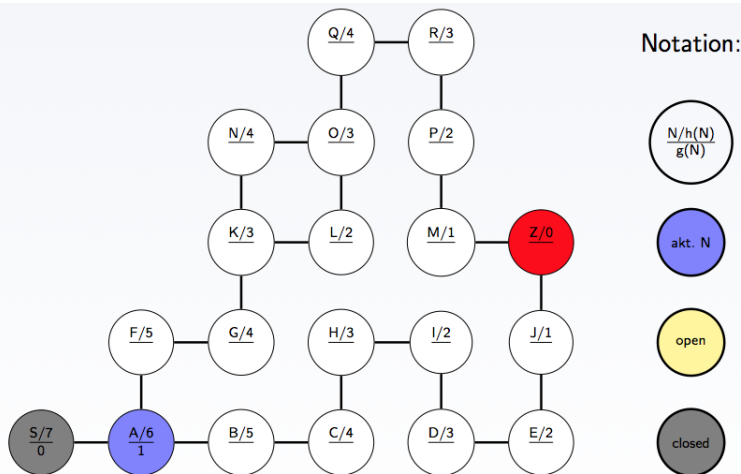 Q/4
R/3
Notation:
N/4
O/3
P/2
N/h(N)
g(N)
K/3
L/2
M/1
Z/0
akt. N
F/5
G/4
H/3
I/2
J/1
open
S/7
0
A/6
1
B/5
C/4
D/3
E/2
closed